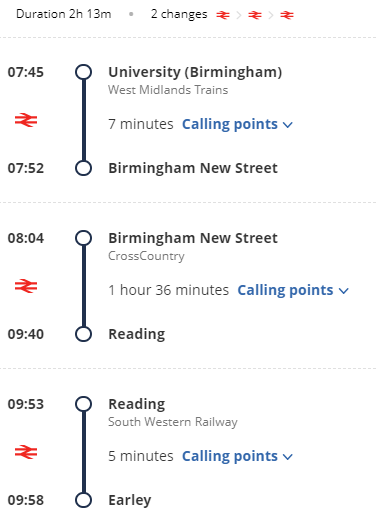 Duration 2h 13m • 2 changes
07:45 University (Birmingham)
West Midlands Trains
7 minutes Calling points
07:52 Birmingham New Street
08:04 Birmingham New Street
CrossCountry
1 hour 36 minutes Calling points
09:40 Reading
09:53 Reading
South Western Railway
5 minutes Calling points
09:58 Earley